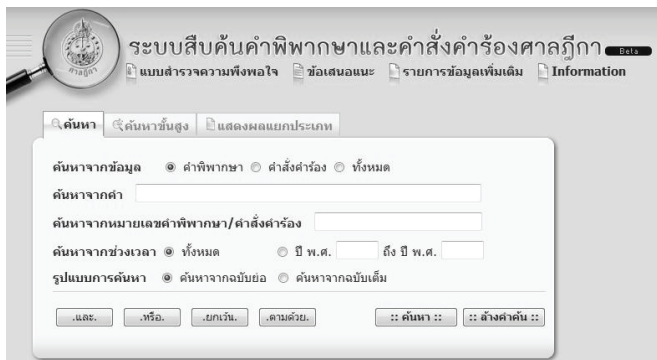 ระบบสืบค้นคำพิพากษาและคำสั่งคำร้องศาลฎีกา Beta
ศาลฎีกา
แบบสำรวจความพึงพอใจ ข้อเสนอแนะ รายการข้อมูลเพิ่มเติม Information
ค้นหา ค้นหาขั้นสูง แสดงผลแยกประเภท
ค้นหาจากข้อมูล คำพิพากษา คำสั่งคำร้อง ทั้งหมด
ค้นหาจากคำ
ค้นหาจากหมายเลขคำพิพากษา/คำสั่งคำร้อง
ค้นหาจากช่วงเวลา ทั้งหมด ปี พ.ศ. ถึง ปี พ.ศ.
รูปแบบการค้นหา ค้นหาจากฉบับย่อ ค้นหาจากฉบับเต็ม
.และ. .หรือ. .ยกเว้น. .ตามด้วย. :: ค้นหา :: :: ล้างคำค้น ::